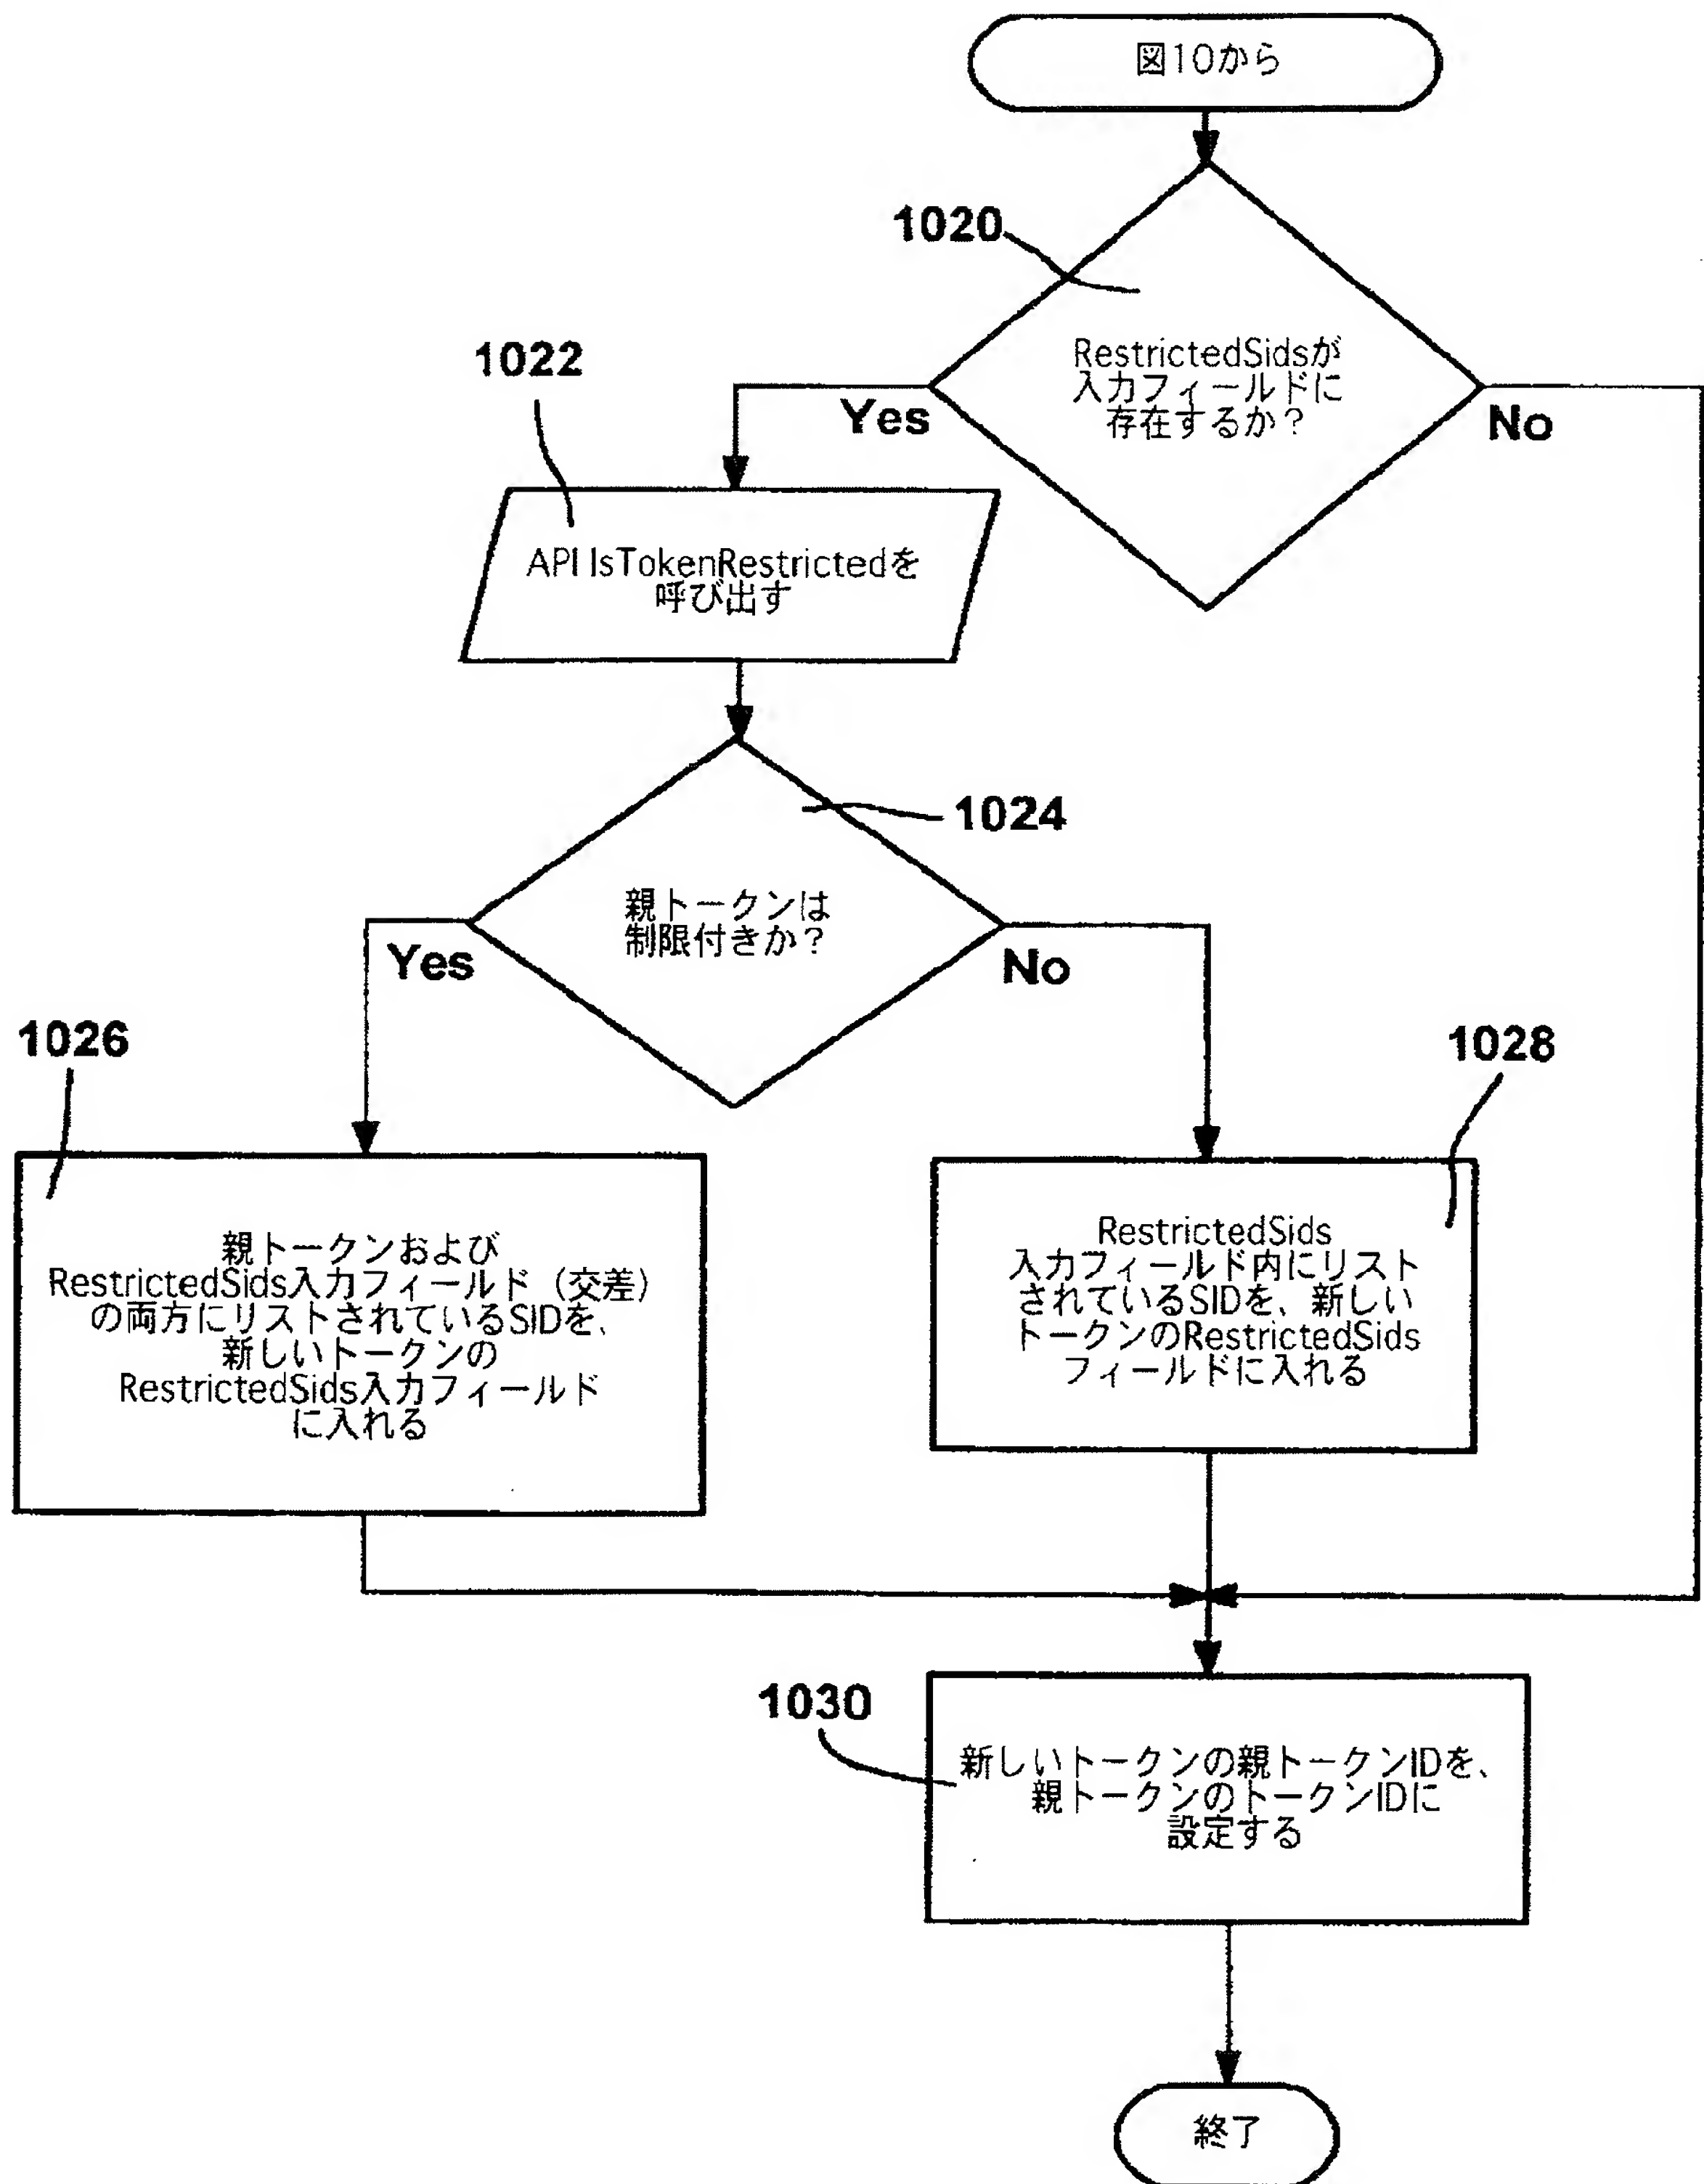 図10から
1020
RestrictedSidsが
入力フィールドに
存在するか？
Yes
No
1022
API IsTokenRestrictedを
呼び出す
1024
親トークンは
制限付きか？
Yes
No
1026
親トークンおよび
RestrictedSids入力フィールド（交差）
の両方にリストされているSIDを、
新しいトークンの
RestrictedSids入力フィールド
に入れる
1028
RestrictedSids
入力フィールド内にリスト
されているSIDを、新しい
トークンのRestrictedSids
フィールドに入れる
1030
新しいトークンの親トークンIDを、
親トークンのトークンIDに
設定する
終了